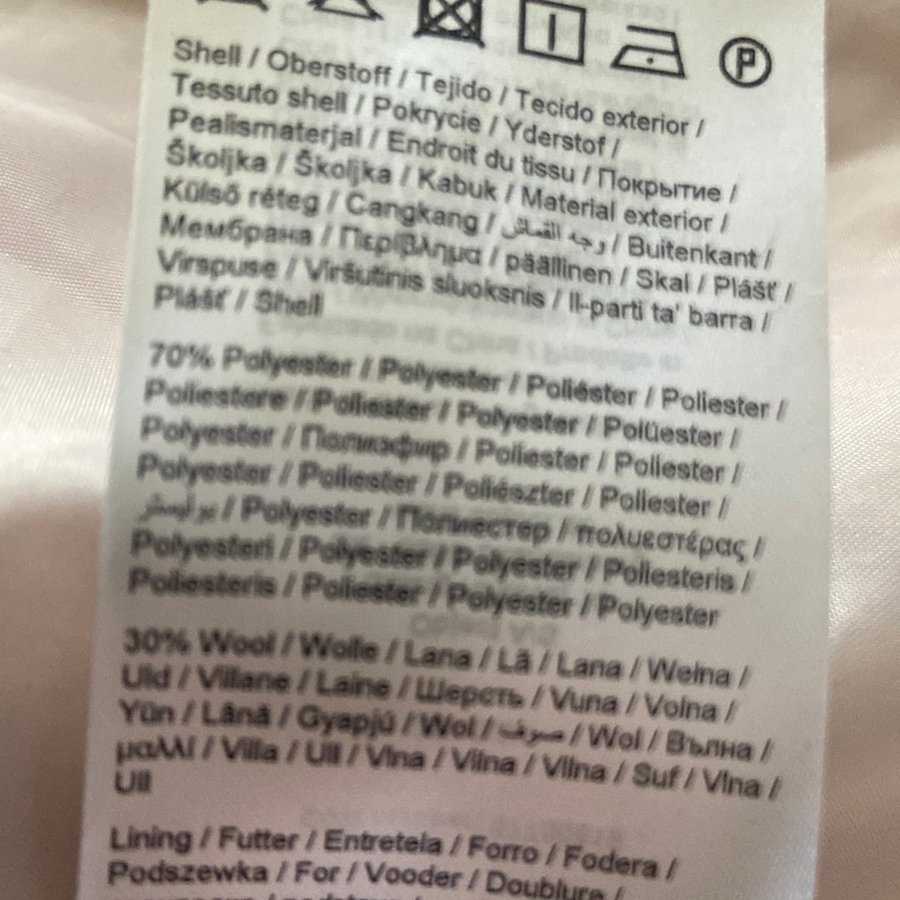 P
Shell / Oberstoff / Tejido / Tecido exterior /
Tessuto shell / Pokrycie / Yderstof /
Pealismaterjal / Endroit du tissu / Покрытие /
Školjka / Školjka / Kabuk / Material exterior /
Külső réteg / Cangkang / وجه القماش / Buitenkant /
Мембрана / Περίβλημα / päällinen / Skal / Plášť /
Virspuse / Viršutinis sluoksnis / Il-parti ta' barra /
Plášť / Shell
70% Polyester / Polyester / Poliéster / Poliester /
Poliestere / Poliester / Polyester / Polüester /
Polyester / Полиэфир / Poliester / Poliester /
Polyester / Poliester / Poliészter / Poliester /
بوليستر / Polyester / Полиестер / πολυεστέρας /
Polyesteri / Polyester / Polyester / Poliesteris /
Poliesteris / Poliester / Polyester / Polyester
30% Wool / Wolle / Lana / Lã / Lana / Wełna /
Uld / Villane / Laine / Шерсть / Vuna / Volna /
Yün / Lână / Gyapjú / Wol / صوف / Wol / Вълна /
μαλλί / Villa / Ull / Vlna / Vilna / Vilna / Suf / Vlna /
Ull
Lining / Futter / Entretela / Forro / Fodera /
Podszewka / For / Vooder / Doublure /